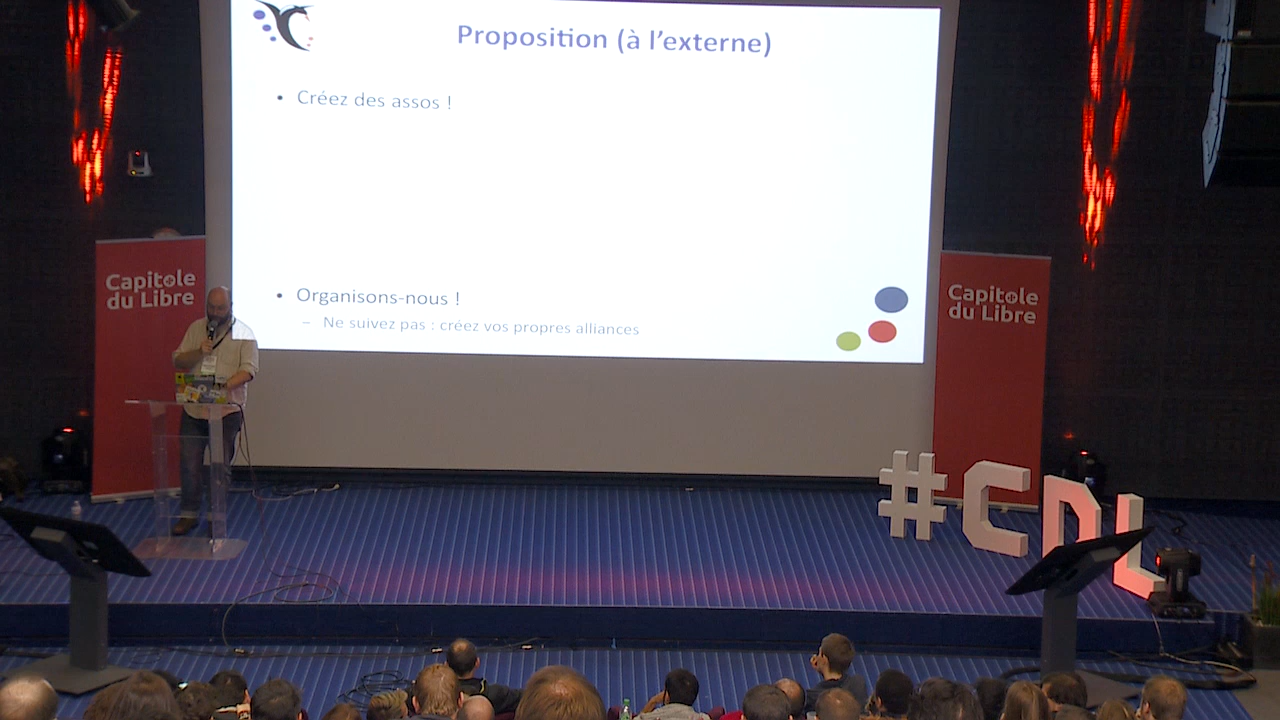 Proposition (à l'externe)
• Créez des assos !
• Organisons-nous !
– Ne suivez pas : créez vos propres alliances
Capitole
du Libre
Capitole
du Libre
#CDL